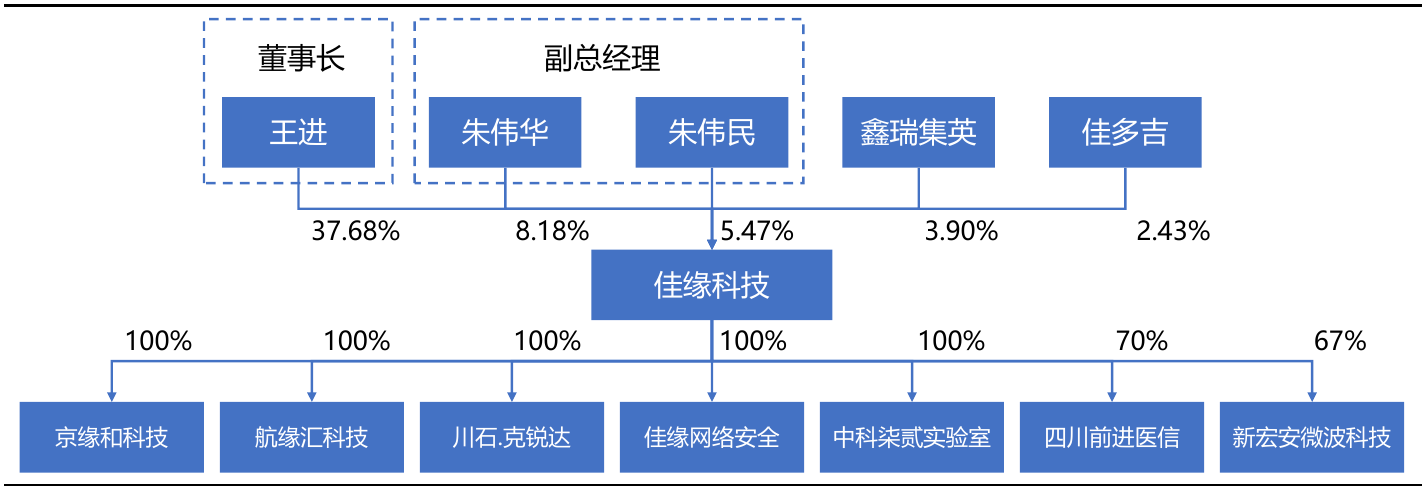 董事长
副总经理
王进
朱伟华
朱伟民
鑫瑞集英
佳多吉
37.68%
8.18%
5.47%
3.90%
2.43%
佳缘科技
100%
100%
100%
100%
100%
70%
67%
京缘和科技
航缘汇科技
川石.克锐达
佳缘网络安全
中科柒贰实验室
四川前进医信
新宏安微波科技